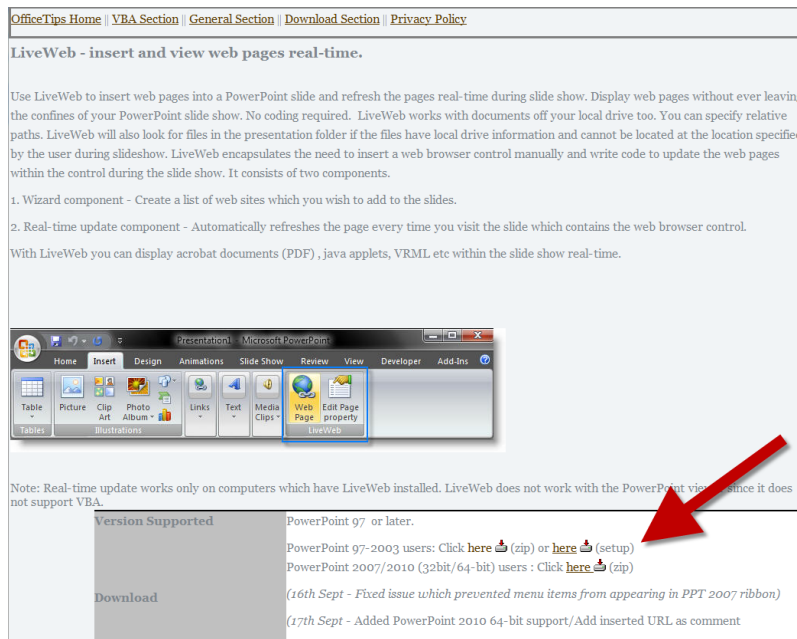 OfficeTips Home || VBA Section || General Section || Download Section || Privacy Policy
LiveWeb - insert and view web pages real-time.
Use LiveWeb to insert web pages into a PowerPoint slide and refresh the pages real-time during slide show. Display web pages without ever leaving
the confines of your PowerPoint slide show. No coding required. LiveWeb works with documents off your local drive too. You can specify relative
paths. LiveWeb will also look for files in the presentation folder if the files have local drive information and cannot be located at the location specified
by the user during slideshow. LiveWeb encapsulates the need to insert a web browser control manually and write code to update the web pages
within the control during the slide show. It consists of two components.
1. Wizard component - Create a list of web sites which you wish to add to the slides.
2. Real-time update component - Automatically refreshes the page every time you visit the slide which contains the web browser control.
With LiveWeb you can display acrobat documents (PDF) , java applets, VRML etc within the slide show real-time.
Presentation1 - Microsoft PowerPoint
Home Insert Design Animations Slide Show Review View Developer Add-Ins
Table Picture Clip Art Photo Album Links Text Media Clips Web Page Edit Page property
Tables Illustrations LiveWeb
Note: Real-time update works only on computers which have LiveWeb installed. LiveWeb does not work with the PowerPoint viewer since it does
not support VBA.
Version Supported PowerPoint 97 or later.
PowerPoint 97-2003 users: Click here (zip) or here (setup)
PowerPoint 2007/2010 (32bit/64-bit) users : Click here (zip)
Download (16th Sept - Fixed issue which prevented menu items from appearing in PPT 2007 ribbon)
(17th Sept - Added PowerPoint 2010 64-bit support/Add inserted URL as comment